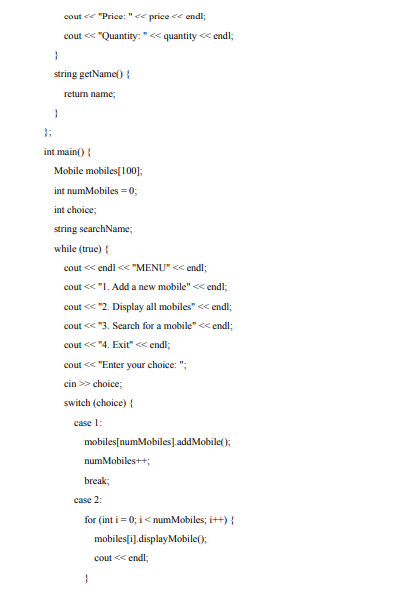 cout << "Price: " << price << endl;
cout << "Quantity: " << quantity << endl;
}
string getName() {
return name;
}
};
int main() {
Mobile mobiles[100];
int numMobiles = 0;
int choice;
string searchName;
while (true) {
cout << endl << "MENU" << endl;
cout << "1. Add a new mobile" << endl;
cout << "2. Display all mobiles" << endl;
cout << "3. Search for a mobile" << endl;
cout << "4. Exit" << endl;
cout << "Enter your choice: ";
cin >> choice;
switch (choice) {
case 1:
mobiles[numMobiles].addMobile();
numMobiles++;
break;
case 2:
for (int i = 0; i < numMobiles; i++) {
mobiles[i].displayMobile();
cout << endl;
}